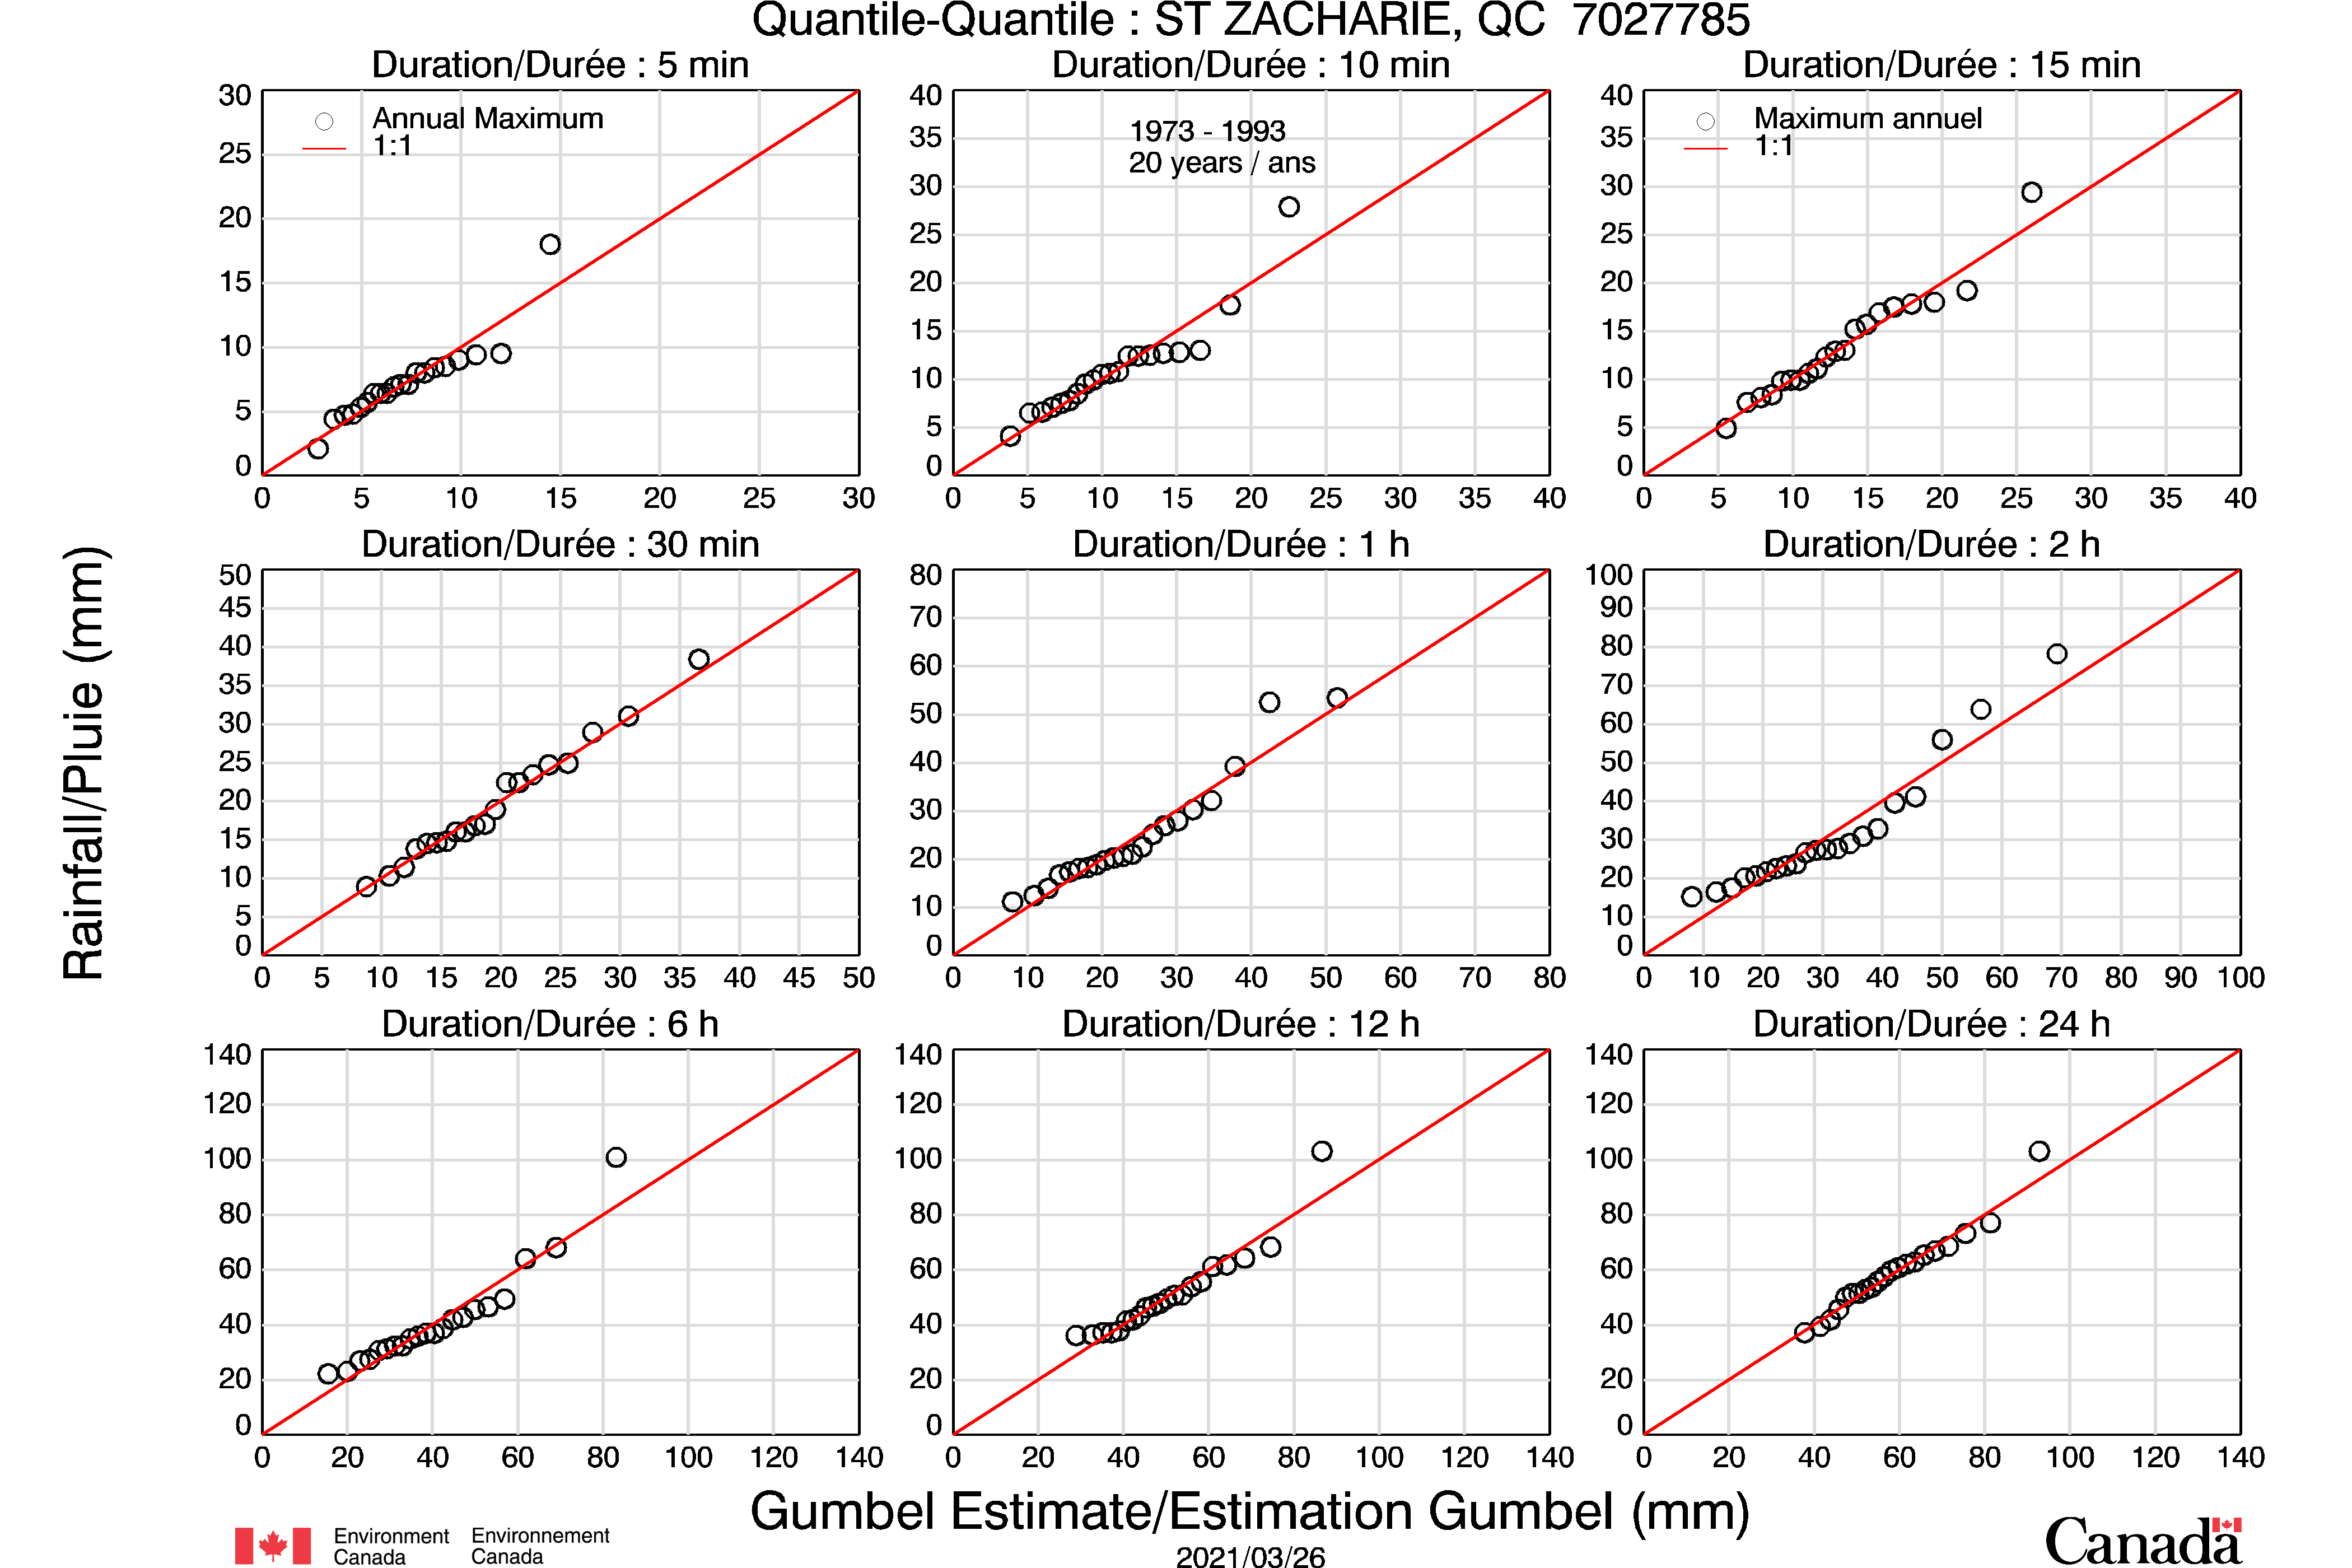 Quantile-Quantile : ST ZACHARIE, QC 7027785
Duration/Durée : 5 min
30
25
20
15
10
5
0
0 5 10 15 20 25 30
Annual Maximum
1:1
Duration/Durée : 10 min
40
35
30
25
20
15
10
5
0
0 5 10 15 20 25 30 35 40
1973 - 1993
20 years / ans
Duration/Durée : 15 min
40
35
30
25
20
15
10
5
0
0 5 10 15 20 25 30 35 40
Maximum annuel
1:1
Rainfall/Pluie (mm)
Duration/Durée : 30 min
50
45
40
35
30
25
20
15
10
5
0
0 5 10 15 20 25 30 35 40 45 50
Duration/Durée : 1 h
80
70
60
50
40
30
20
10
0
0 10 20 30 40 50 60 70 80
Duration/Durée : 2 h
100
90
80
70
60
50
40
30
20
10
0
0 10 20 30 40 50 60 70 80 90 100
Duration/Durée : 6 h
140
120
100
80
60
40
20
0
0 20 40 60 80 100 120 140
Duration/Durée : 12 h
140
120
100
80
60
40
20
0
0 20 40 60 80 100 120 140
Duration/Durée : 24 h
140
120
100
80
60
40
20
0
0 20 40 60 80 100 120 140
Gumbel Estimate/Estimation Gumbel (mm)
Environment Canada
Environnement Canada
2021/03/26
Canada